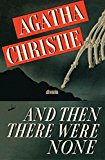 AGATHA
CHRISTIE
AND THEN
THERE WERE
NONE